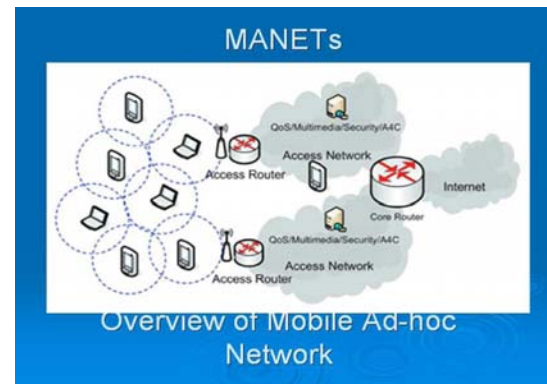 MANETs
QoS/Multimedia/Security/A4C
Access Network
Access Router
Internet
Core Router
QoS/Multimedia/Security/A4C
Access Network
Access Router
Overview of Mobile Ad-hoc
Network